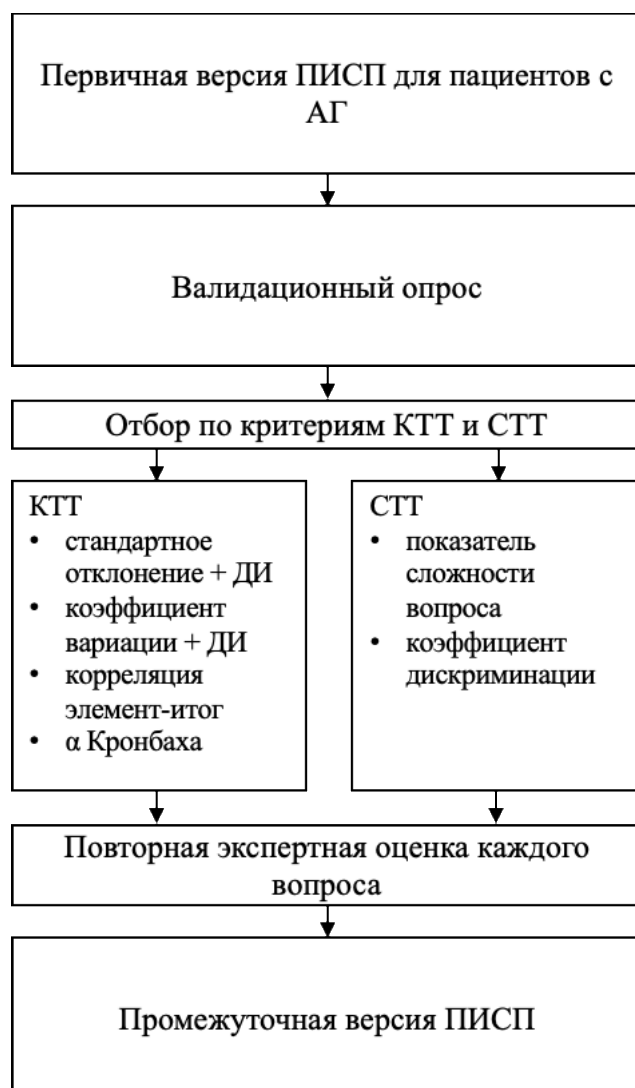 Первичная версия ПИСП для пациентов с
АГ
Валидационный опрос
Отбор по критериям КТТ и СТТ
КТТ
• стандартное
отклонение + ДИ
• коэффициент
вариации + ДИ
• корреляция
элемент-итог
• α Кронбаха
СТТ
• показатель
сложности
вопроса
• коэффициент
дискриминации
Повторная экспертная оценка каждого
вопроса
Промежуточная версия ПИСП